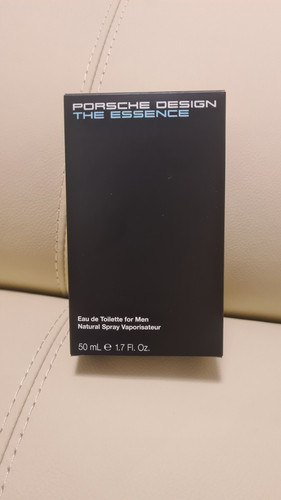 PORSCHE DESIGN
THE ESSENCE
Eau de Toilette for Men
Natural Spray Vaporisateur
50 mL ℮ 1.7 Fl. Oz.